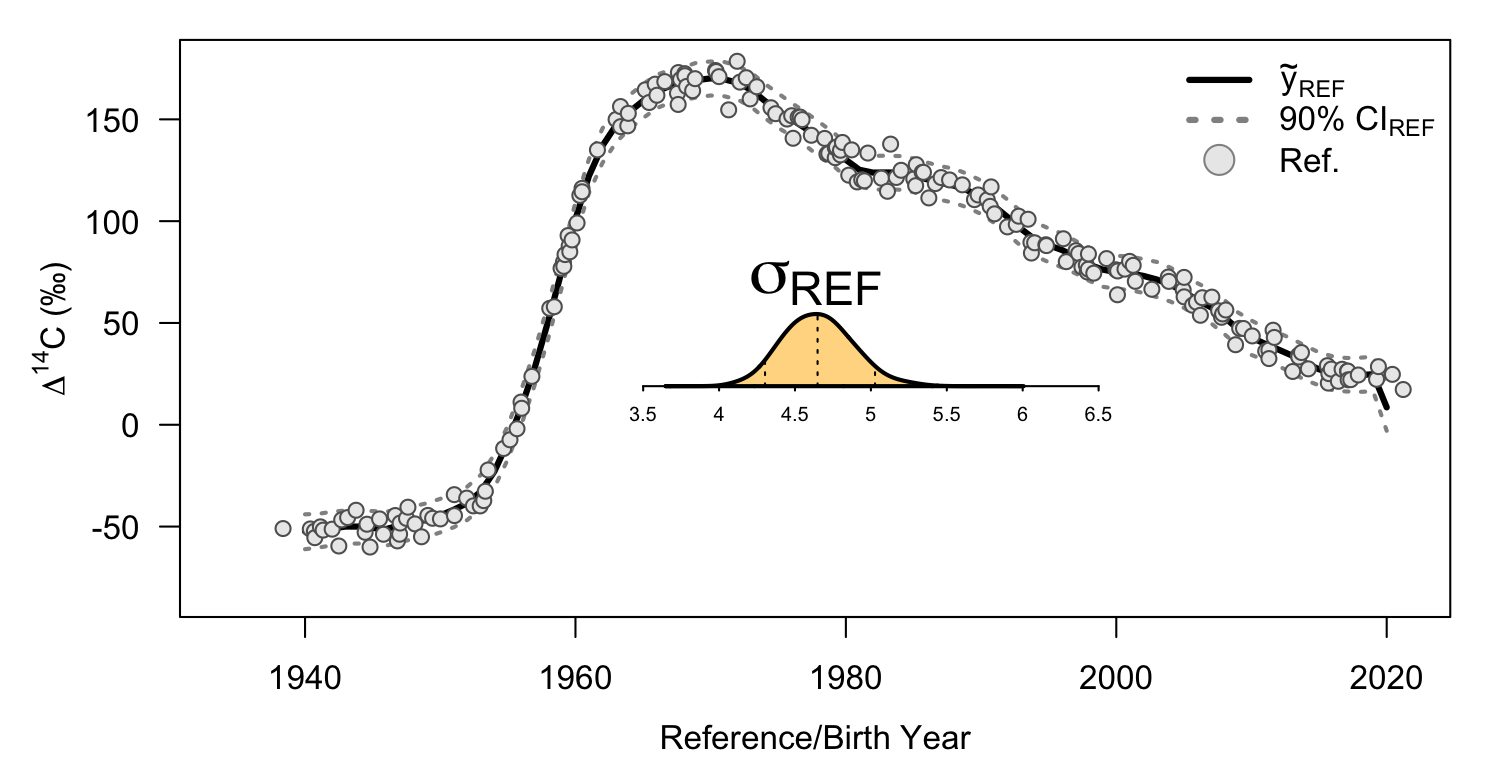 ỹREF
90% CIREF
Ref.
150
100
50
0
-50
Δ14C (‰)
σREF
3.5 4 4.5 5 5.5 6 6.5
1940 1960 1980 2000 2020
Reference/Birth Year